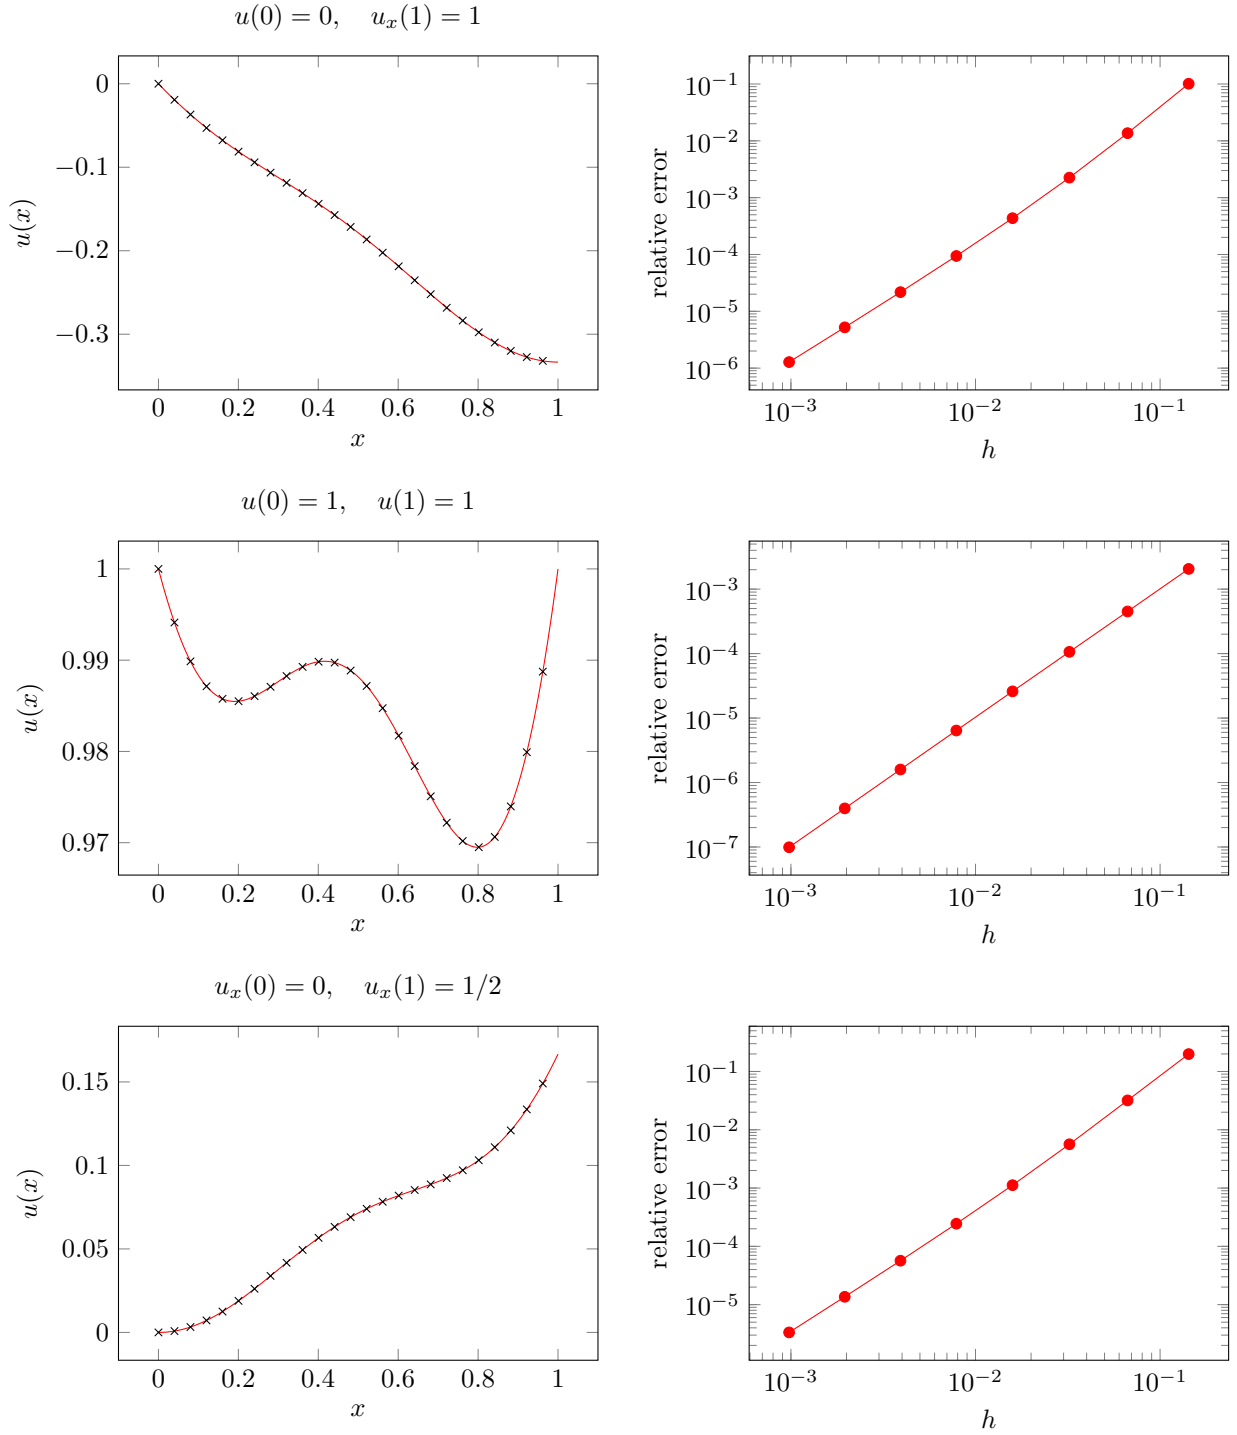 u(0) = 0, u_x(1) = 1
0
−0.1
−0.2
−0.3
u(x)
0 0.2 0.4 0.6 0.8 1
x
10^−1
10^−2
10^−3
10^−4
10^−5
10^−6
relative error
10^−3 10^−2 10^−1
h
u(0) = 1, u(1) = 1
1
0.99
0.98
0.97
u(x)
0 0.2 0.4 0.6 0.8 1
x
10^−3
10^−4
10^−5
10^−6
10^−7
relative error
10^−3 10^−2 10^−1
h
u_x(0) = 0, u_x(1) = 1/2
0.15
0.1
0.05
0
u(x)
0 0.2 0.4 0.6 0.8 1
x
10^−1
10^−2
10^−3
10^−4
10^−5
relative error
10^−3 10^−2 10^−1
h